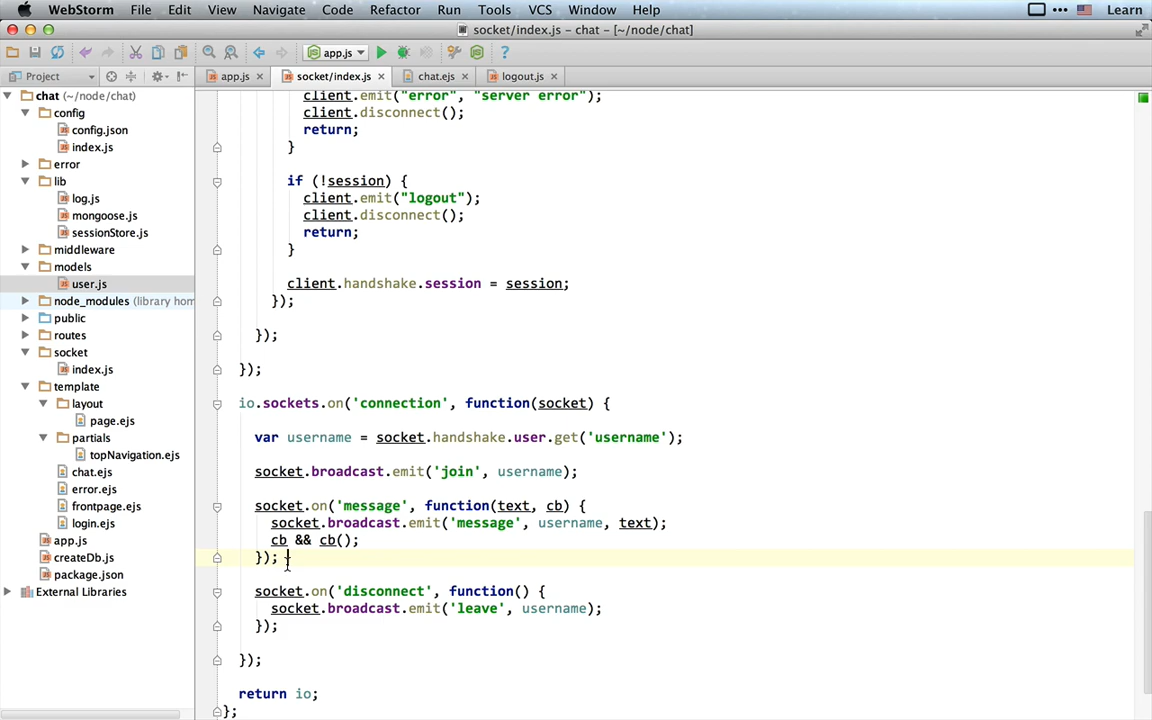 WebStorm File Edit View Navigate Code Refactor Run Tools VCS Window Help Learn
socket/index.js - chat - [~/node/chat]
app.js
Project app.js socket/index.js chat.ejs logout.js
chat (~/node/chat)
config
config.json
index.js
error
lib
log.js
mongoose.js
sessionStore.js
middleware
models
user.js
node_modules (library hom
public
routes
socket
index.js
template
layout
page.ejs
partials
topNavigation.ejs
chat.ejs
error.ejs
frontpage.ejs
login.ejs
app.js
createDb.js
package.json
External Libraries
client.emit("error", "server error");
client.disconnect();
return;
}
if (!session) {
client.emit("logout");
client.disconnect();
return;
}
client.handshake.session = session;
});
});
});
io.sockets.on('connection', function(socket) {
var username = socket.handshake.user.get('username');
socket.broadcast.emit('join', username);
socket.on('message', function(text, cb) {
socket.broadcast.emit('message', username, text);
cb && cb();
});
socket.on('disconnect', function() {
socket.broadcast.emit('leave', username);
});
});
return io;
};